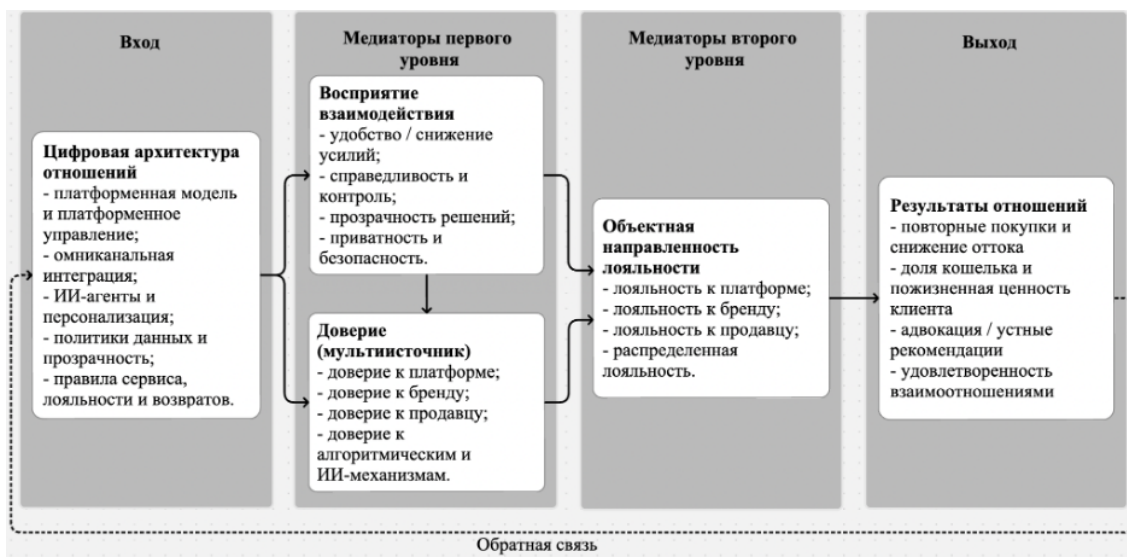 Вход
Цифровая архитектура
отношений
- платформенная модель
и платформенное
управление;
- омниканальная
интеграция;
- ИИ-агенты и
персонализация;
- политики данных и
прозрачность;
- правила сервиса,
лояльности и возвратов.
Медиаторы первого
уровня
Восприятие
взаимодействия
- удобство / снижение
усилий;
- справедливость и
контроль;
- прозрачность решений;
- приватность и
безопасность.
Доверие
(мультиисточник)
- доверие к платформе;
- доверие к бренду;
- доверие к продавцу;
- доверие к
алгоритмическим и
ИИ-механизмам.
Медиаторы второго
уровня
Объектная
направленность
лояльности
- лояльность к платформе;
- лояльность к бренду;
- лояльность к продавцу;
- распределенная
лояльность.
Выход
Результаты отношений
- повторные покупки и
снижение оттока
- доля кошелька и
пожизненная ценность
клиента
- адвокация / устные
рекомендации
- удовлетворенность
взаимоотношениями
Обратная связь